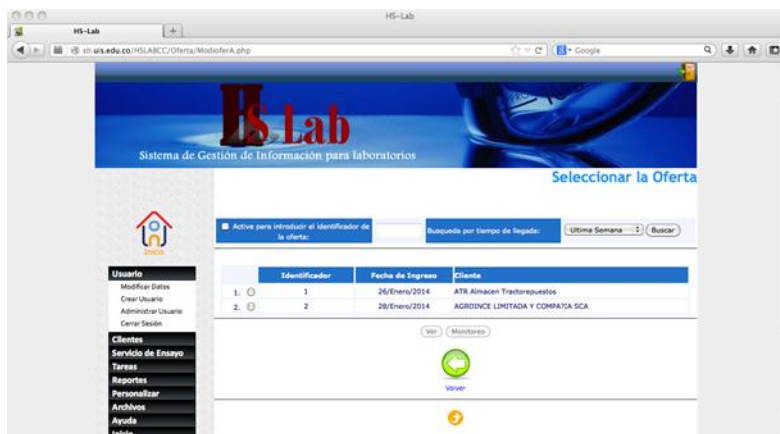 HS-Lab
HS-Lab
uis.edu.co/HSLABCC/Oferta/ModioferA.php
Google
HS Lab
Sistema de Gestión de Información para laboratorios
Seleccionar la Oferta
Inicio
Active para introducir el identificador de la oferta:
Busqueda por tiempo de llegada:
Ultima Semana
Buscar
Usuario
Modificar Datos
Crear Usuario
Administrar Usuario
Cerrar Sesión
Clientes
Servicio de Ensayo
Tareas
Reportes
Personalizar
Archivos
Ayuda
Inicio
Identificador Fecha de Ingreso Cliente
1. 1 26/Enero/2014 ATR Almacen Tractorepuestos
2. 2 28/Enero/2014 AGROINCE LIMITADA Y COMPATIA SCA
Ver Monitoreo
Volver